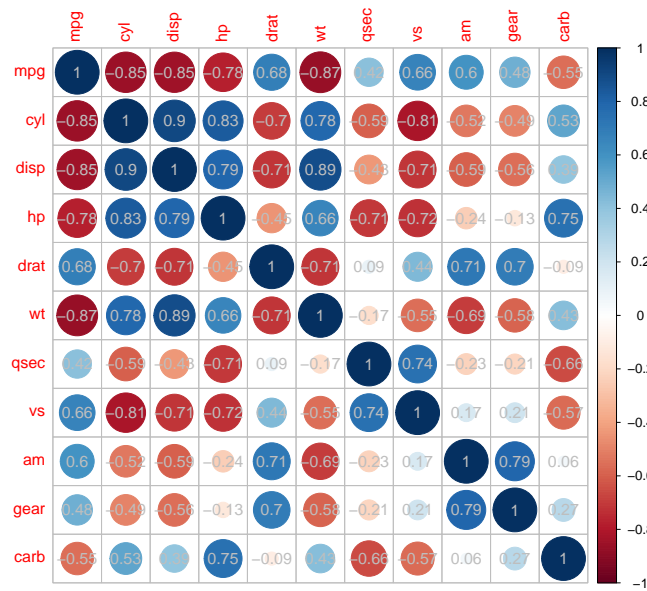 mpg cyl disp hp drat wt qsec vs am gear carb
mpg 1 −0.85 −0.85 −0.78 0.68 −0.87 0.42 0.66 0.6 0.48 −0.55 1
cyl −0.85 1 0.9 0.83 −0.7 0.78 −0.59 −0.81 −0.52 −0.49 0.53 0.8
disp −0.85 0.9 1 0.79 −0.71 0.89 −0.43 −0.71 −0.59 −0.56 0.6
hp −0.78 0.83 0.79 1 −0.45 0.66 −0.71 −0.72 −0.24 −0.13 0.75 0.4
drat 0.68 −0.7 −0.71 −0.45 1 −0.71 0.09 0.44 0.71 0.7 −0.09 0.2
wt −0.87 0.78 0.89 0.66 −0.71 1 −0.17 −0.55 −0.69 −0.58 0.43 0
qsec 0.42 −0.59 −0.43 −0.71 0.09 −0.17 1 0.74 −0.23 −0.21 −0.66 −0.2
vs 0.66 −0.81 −0.71 −0.72 0.44 −0.55 0.74 1 0.17 0.21 −0.57 −0.4
am 0.6 −0.52 −0.59 −0.24 0.71 −0.69 −0.23 0.17 1 0.79 0.06 −0.6
gear 0.48 −0.49 −0.56 −0.13 0.7 −0.58 −0.21 0.21 0.79 1 0.27 −0.8
carb −0.55 0.53 0.75 −0.09 0.43 −0.66 −0.57 0.06 0.27 1 −1